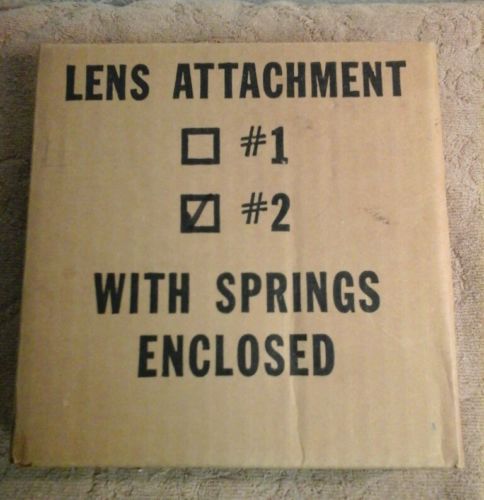 LENS ATTACHMENT
#1
#2
WITH SPRINGS
ENCLOSED